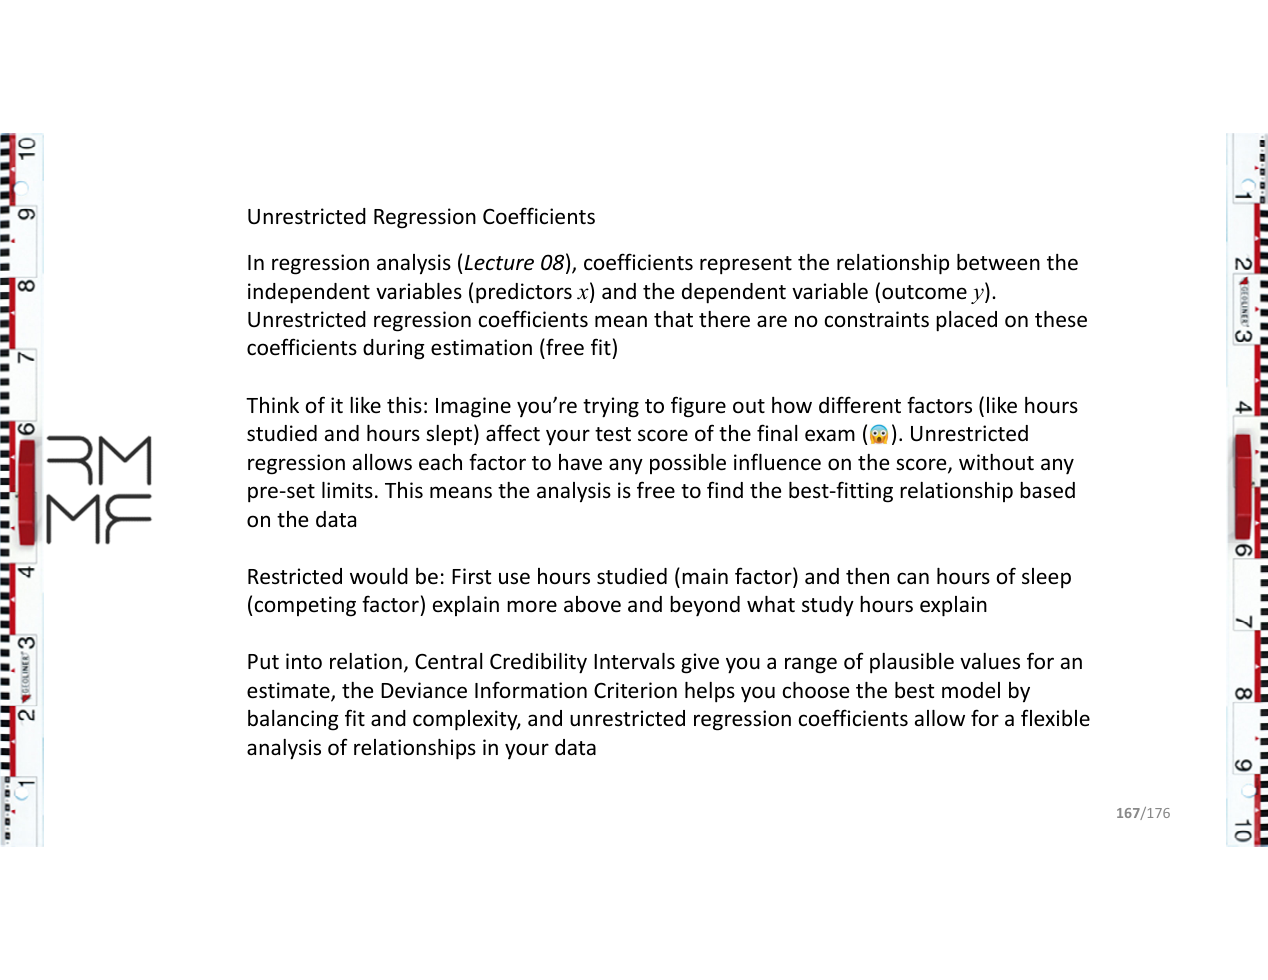 Unrestricted Regression Coefficients
In regression analysis (Lecture 08), coefficients represent the relationship between the
independent variables (predictors x) and the dependent variable (outcome y).
Unrestricted regression coefficients mean that there are no constraints placed on these
coefficients during estimation (free fit)
Think of it like this: Imagine you’re trying to figure out how different factors (like hours
studied and hours slept) affect your test score of the final exam (😱). Unrestricted
regression allows each factor to have any possible influence on the score, without any
pre-set limits. This means the analysis is free to find the best-fitting relationship based
on the data
Restricted would be: First use hours studied (main factor) and then can hours of sleep
(competing factor) explain more above and beyond what study hours explain
Put into relation, Central Credibility Intervals give you a range of plausible values for an
estimate, the Deviance Information Criterion helps you choose the best model by
balancing fit and complexity, and unrestricted regression coefficients allow for a flexible
analysis of relationships in your data
167/176
RM
MF
10
9
8
7
6
4
3
GEOLINER
2
1
1
2
GEOLINER
3
4
6
7
8
9
10